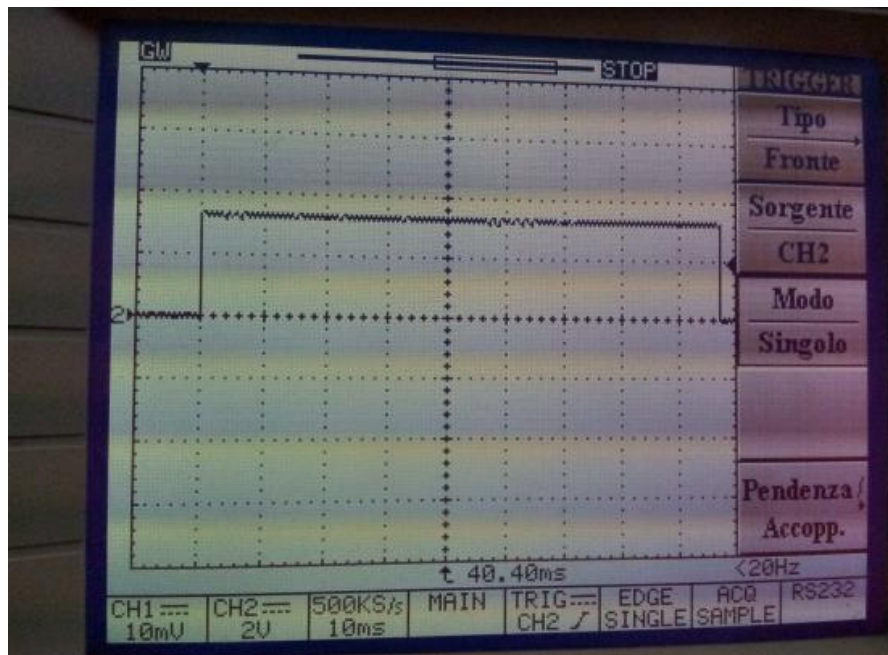 GW STOP
TRIGGER
Tipo
Fronte
Sorgente
CH2
Modo
Singolo
Pendenza/
Accopp.
2
t 40.40ms <20Hz
CH1 CH2 500KS/s MAIN TRIG EDGE ACQ RS232
10mV 2V 10ms CH2 SINGLE SAMPLE